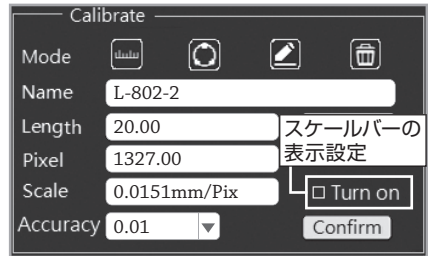 Calibrate
Mode
Name L-802-2
Length 20.00
スケールバーの
表示設定
Pixel 1327.00
Scale 0.0151mm/Pix
□ Turn on
Accuracy 0.01 ▼
Confirm